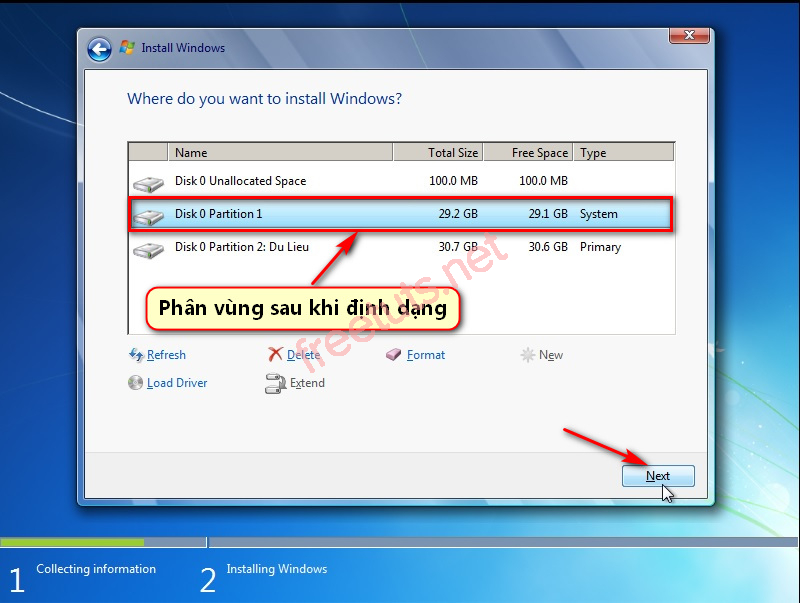 Install Windows
Where do you want to install Windows?
Name Total Size Free Space Type
Disk 0 Unallocated Space 100.0 MB 100.0 MB
Disk 0 Partition 1 29.2 GB 29.1 GB System
Disk 0 Partition 2: Du Lieu 30.7 GB 30.6 GB Primary
Phân vùng sau khi định dạng
freetuts.net
Refresh Delete Format New
Load Driver Extend
Next
1 Collecting information 2 Installing Windows